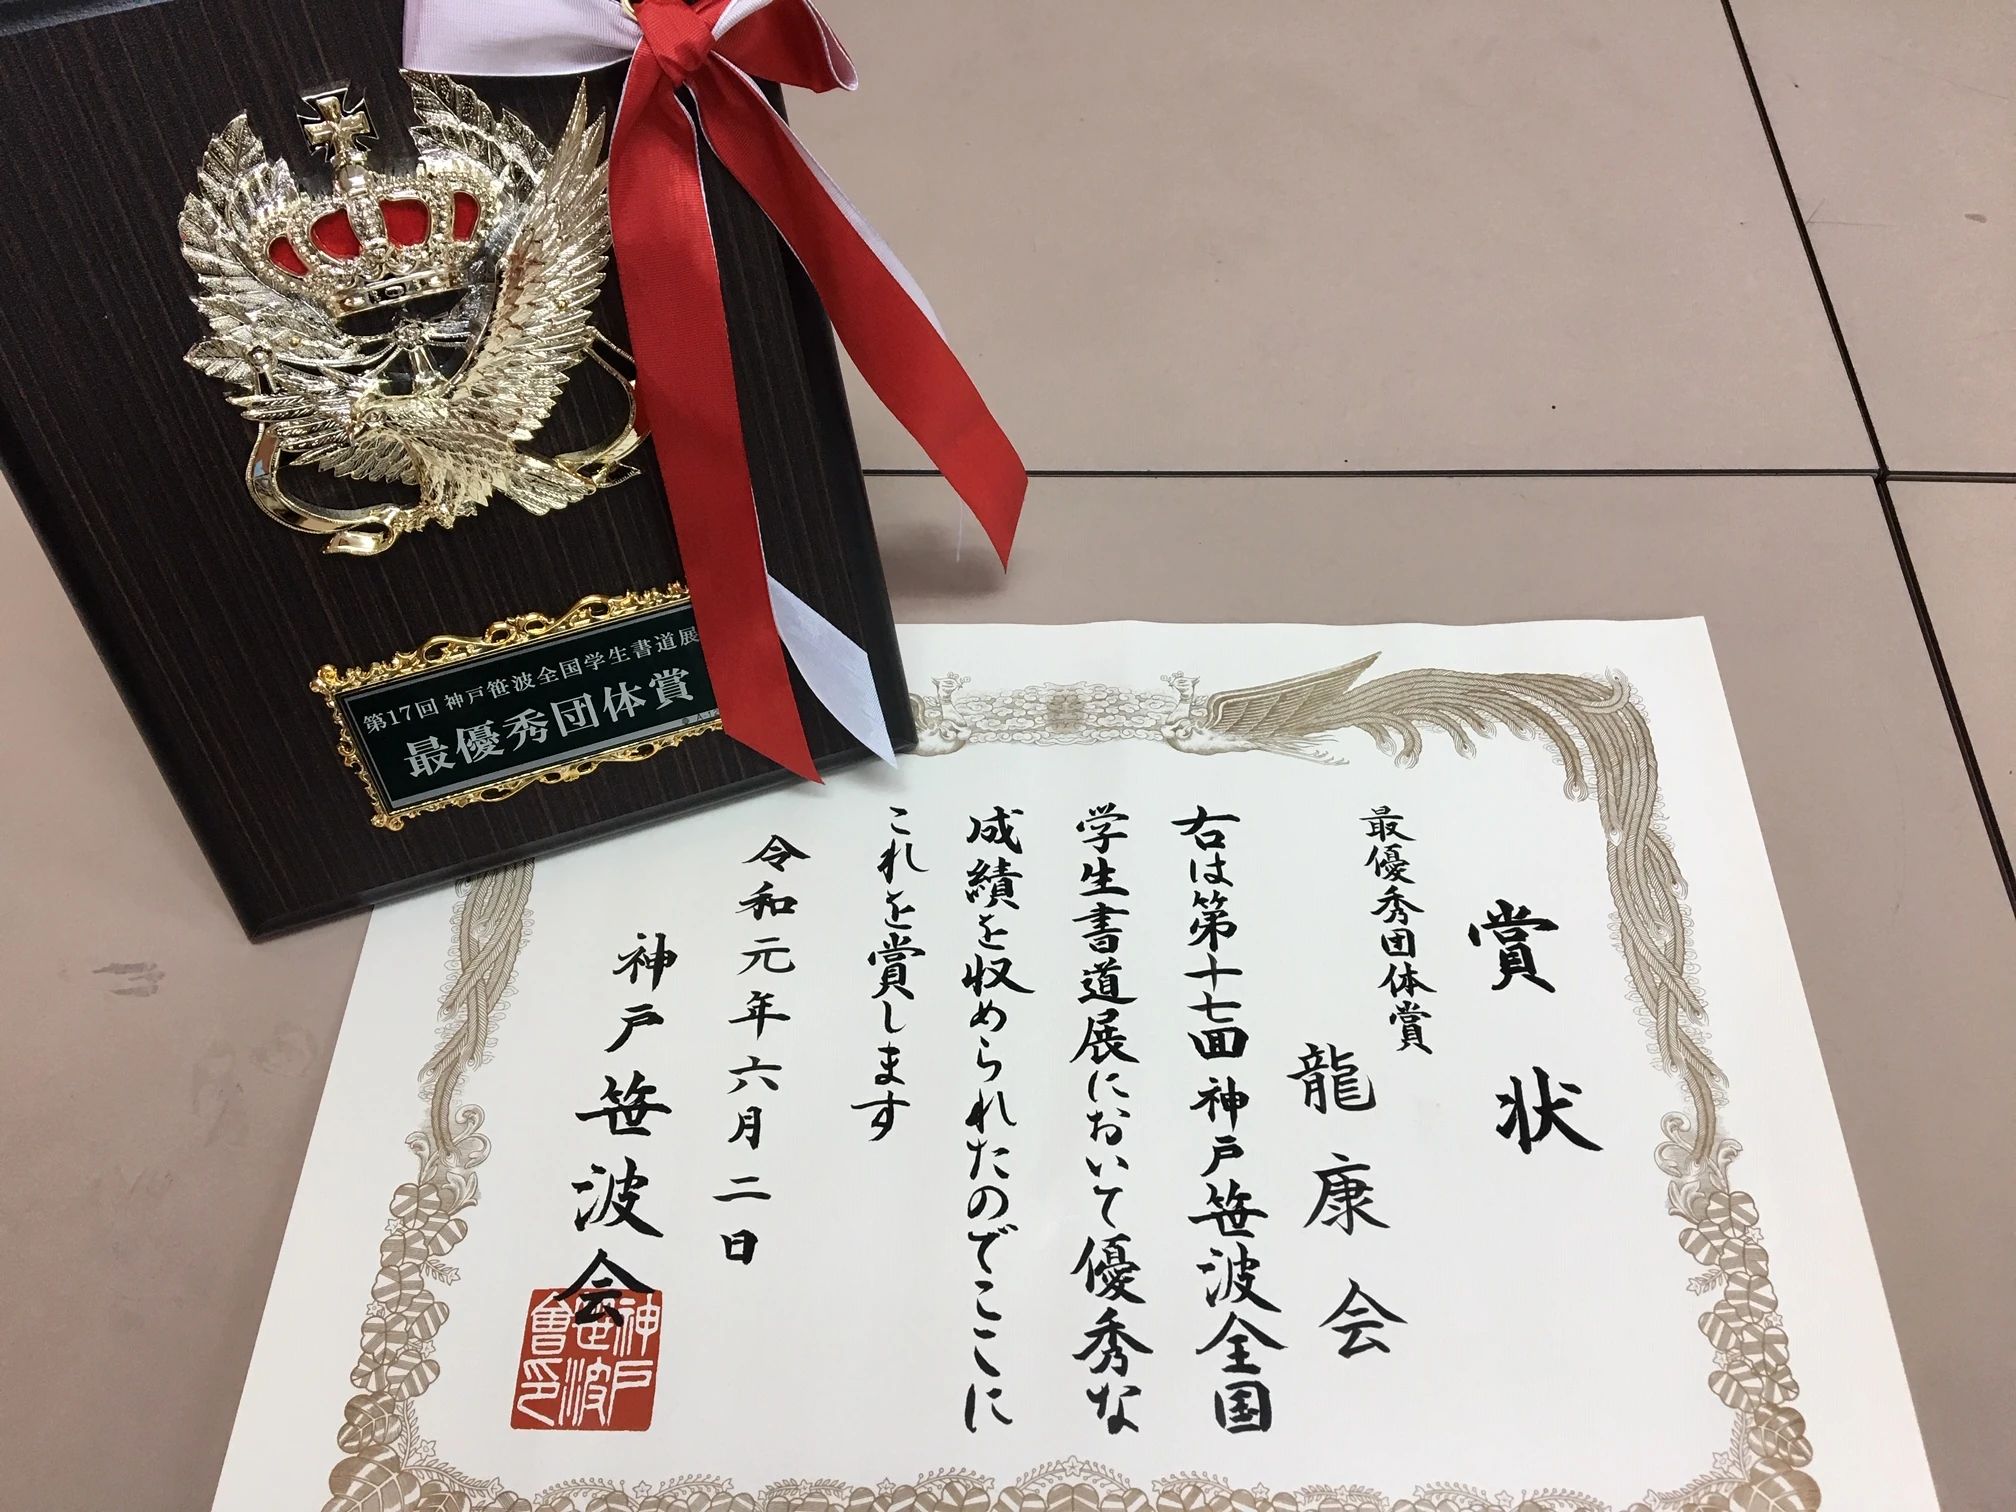 第17回 神戸笹波全国学生書道展
最優秀団体賞
賞状
最優秀団体賞
龍康会
右は第十七回神戸笹波全国
学生書道展において優秀な
成績を収められたのでここに
これを賞します
令和元年六月二日
神戸笹波会
神戸
笹波
會印